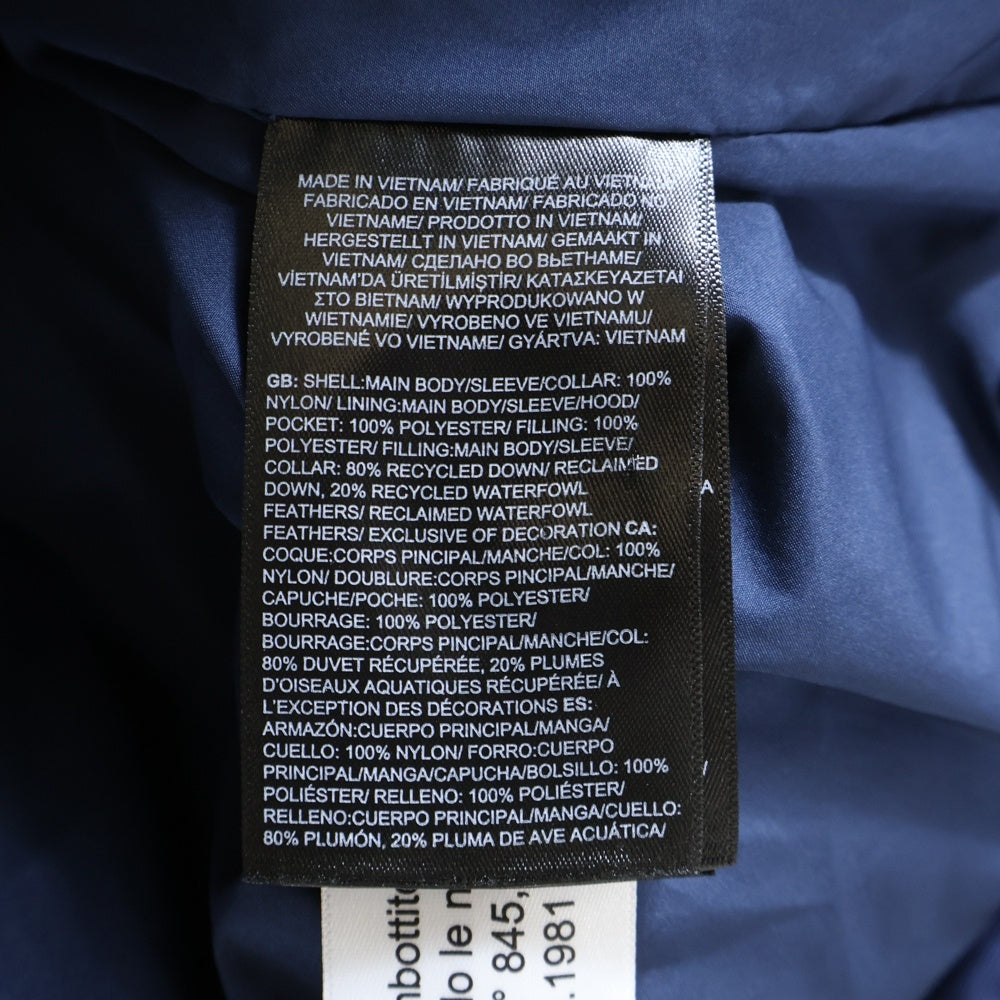 MADE IN VIETNAM/ FABRIQUÉ AU
FABRICADO EN VIETNAM/ FABRICADO NO
VIETNAME/ PRODOTTO IN VIETNAM/
HERGESTELLT IN VIETNAM/ GEMAAKT IN
VIETNAM/ СДЕЛАНО ВО ВЬЕТНАМЕ/
VİETNAM'DA ÜRETİLMİŞTİR/ ΚΑΤΑΣΚΕΥΑΖΕΤΑΙ
ΣΤΟ ΒΙΕΤΝΑΜ/ WYPRODUKOWANO W
WIETNAMIE/ VYROBENO VE VIETNAMU/
VYROBENÉ VO VIETNAME/ GYÁRTVA: VIETNAM
GB: SHELL:MAIN BODY/SLEEVE/COLLAR: 100%
NYLON/ LINING:MAIN BODY/SLEEVE/HOOD/
POCKET: 100% POLYESTER/ FILLING: 100%
POLYESTER/ FILLING:MAIN BODY/SLEEVE/
COLLAR: 80% RECYCLED DOWN/ RECLAIMED
DOWN, 20% RECYCLED WATERFOWL
FEATHERS/ RECLAIMED WATERFOWL
FEATHERS/ EXCLUSIVE OF DECORATION CA:
COQUE:CORPS PINCIPAL/MANCHE/COL: 100%
NYLON/ DOUBLURE:CORPS PINCIPAL/MANCHE/
CAPUCHE/POCHE: 100% POLYESTER/
BOURRAGE: 100% POLYESTER/
BOURRAGE:CORPS PINCIPAL/MANCHE/COL:
80% DUVET RÉCUPÉRÉE, 20% PLUMES
D'OISEAUX AQUATIQUES RÉCUPÉRÉE/ À
L'EXCEPTION DES DÉCORATIONS ES:
ARMAZÓN:CUERPO PRINCIPAL/MANGA/
CUELLO: 100% NYLON/ FORRO:CUERPO
PRINCIPAL/MANGA/CAPUCHA/BOLSILLO: 100%
POLIÉSTER/ RELLENO: 100% POLIÉSTER/
RELLENO:CUERPO PRINCIPAL/MANGA/CUELLO:
80% PLUMÓN, 20% PLUMA DE AVE ACUÁTICA/
A
le
845,
.1981